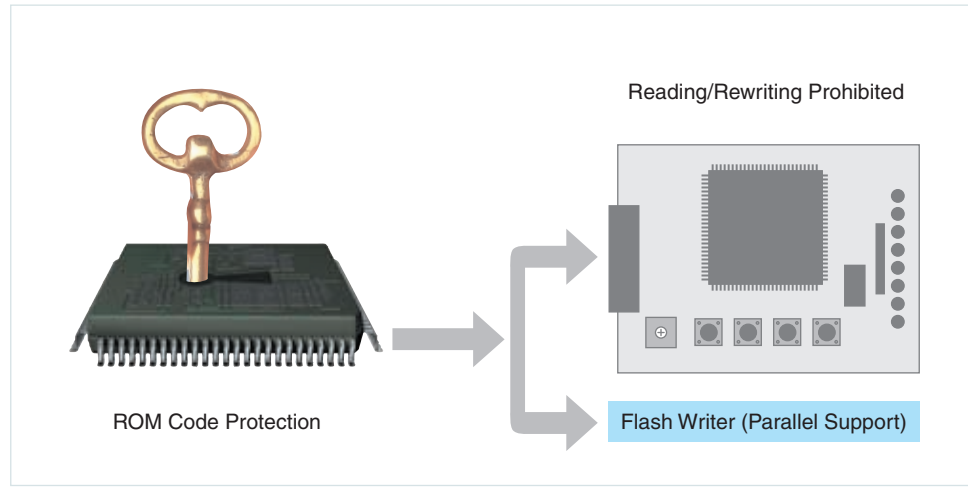 Reading/Rewriting Prohibited
ROM Code Protection
Flash Writer (Parallel Support)